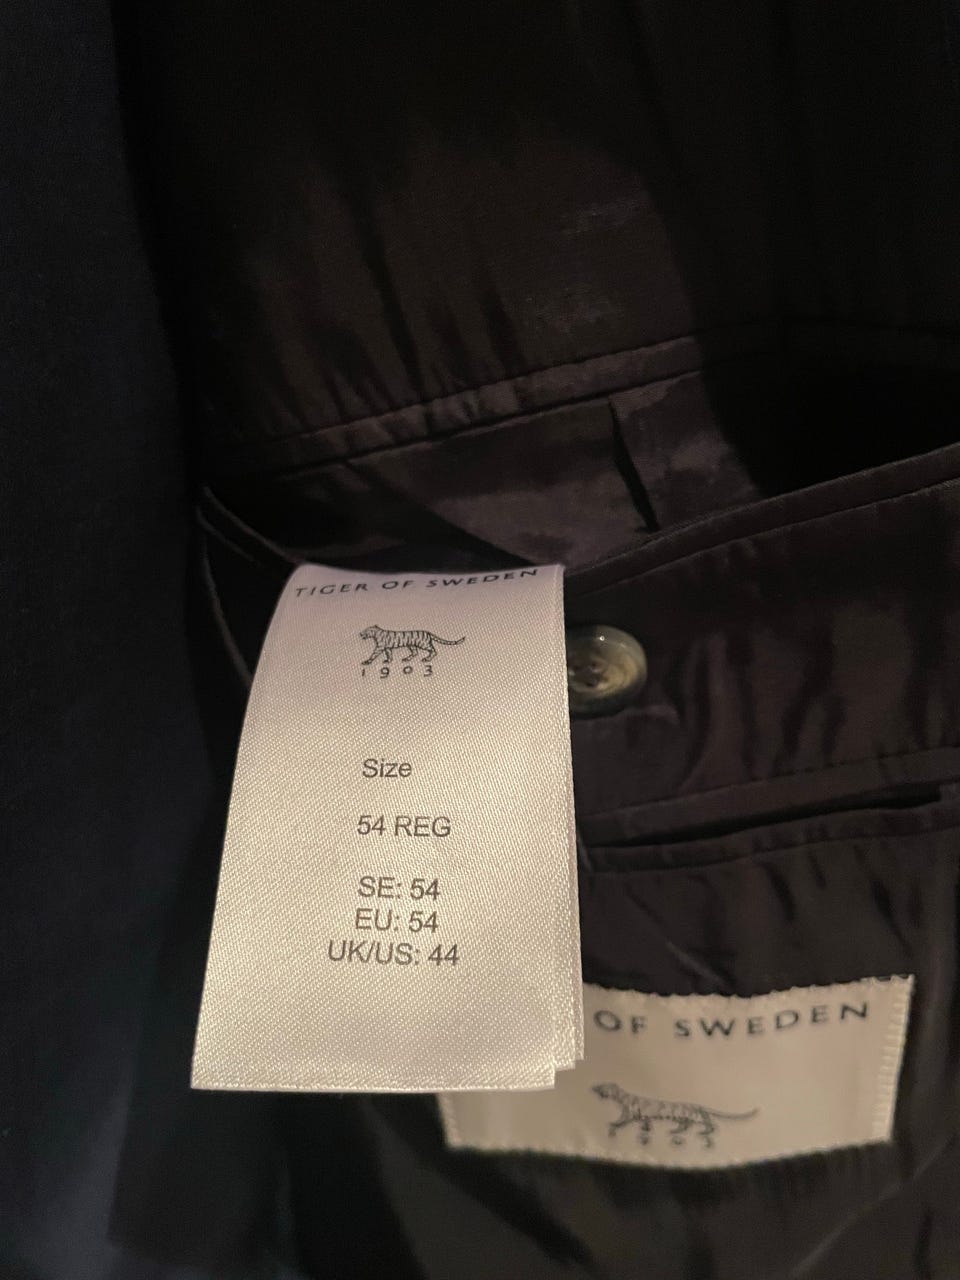 TIGER OF SWEDEN
1903
Size
54 REG
SE: 54
EU: 54
UK/US: 44
OF SWEDEN
1903